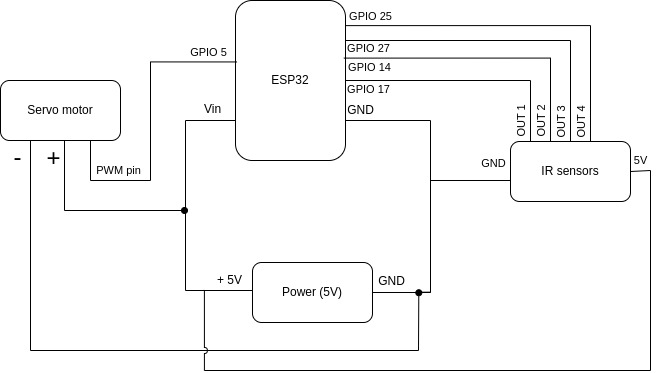 GPIO 25
GPIO 5
GPIO 27
ESP32
GPIO 14
GPIO 17
Servo motor
Vin
GND
OUT 1
OUT 2
OUT 3
OUT 4
- +
PWM pin
GND
IR sensors
5V
+ 5V
Power (5V)
GND